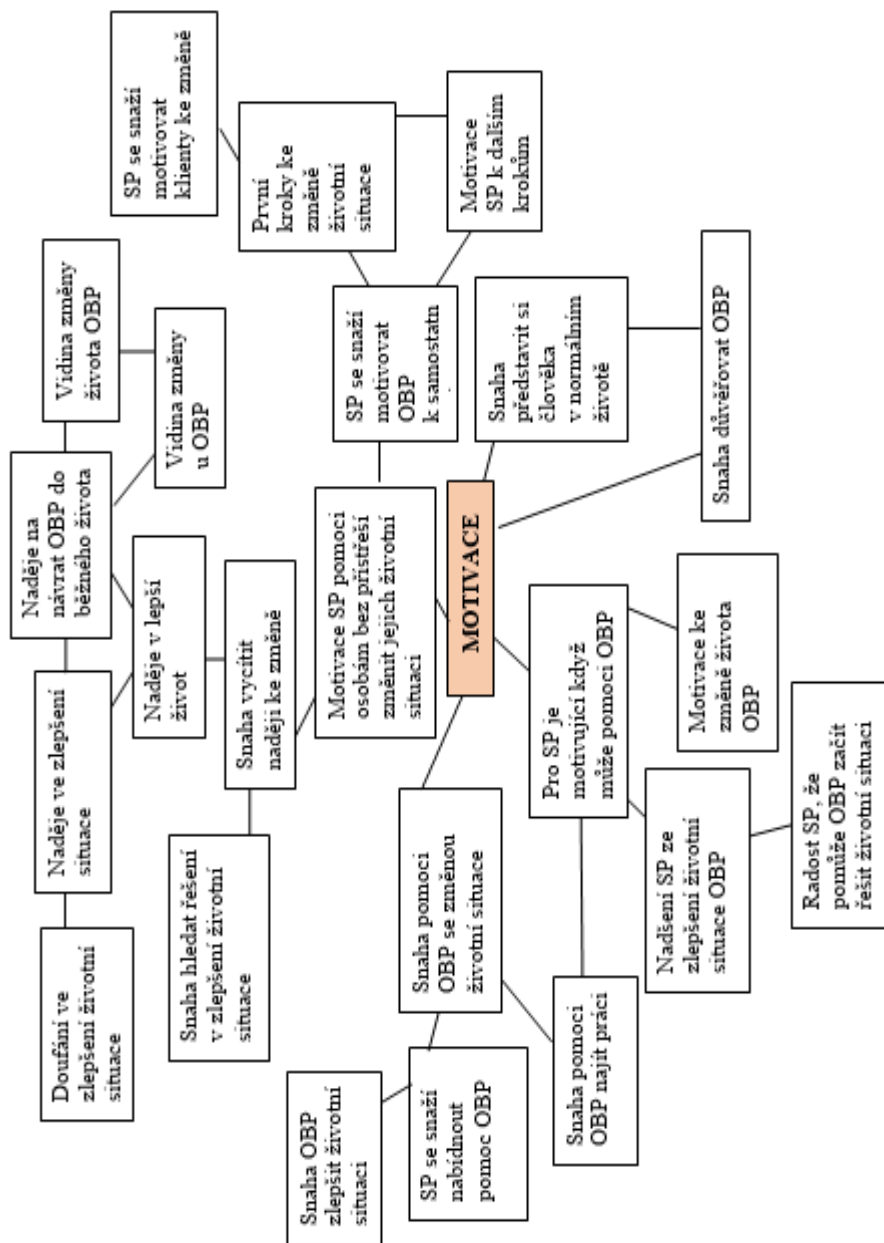 Doufání ve
zlepšení životní
situace
Naděje ve zlepšení
situace
Naděje na
návrat OBP do
běžného života
Vidina změny
života OBP
Vidina změny
u OBP
Naděje v lepší
život
SP se snaží
motivovat
klienty ke změně
Snaha hledat řešení
v zlepšení životní
situace
Snaha vycítit
naději ke změně
První
kroky ke
změně
životní
situace
Snaha OBP
zlepšit životní
situaci
Motivace SP pomoci
osobám bez přístřeší
změnit jejich životní
situaci
SP se snaží
motivovat
OBP
k samostatn
Motivace
SP k dalším
krokům
SP se snaží
nabídnout
pomoc OBP
Snaha pomoci
OBP se změnou
životní situace
MOTIVACE
Snaha
představit si
člověka
v normálním
životě
Snaha pomoci
OBP najít práci
Pro SP je
motivující když
může pomoci OBP
Nadšení SP ze
zlepšení životní
situace OBP
Motivace ke
změně života
OBP
Snaha důvěřovat OBP
Radost SP, že
pomůže OBP začít
řešit životní situaci